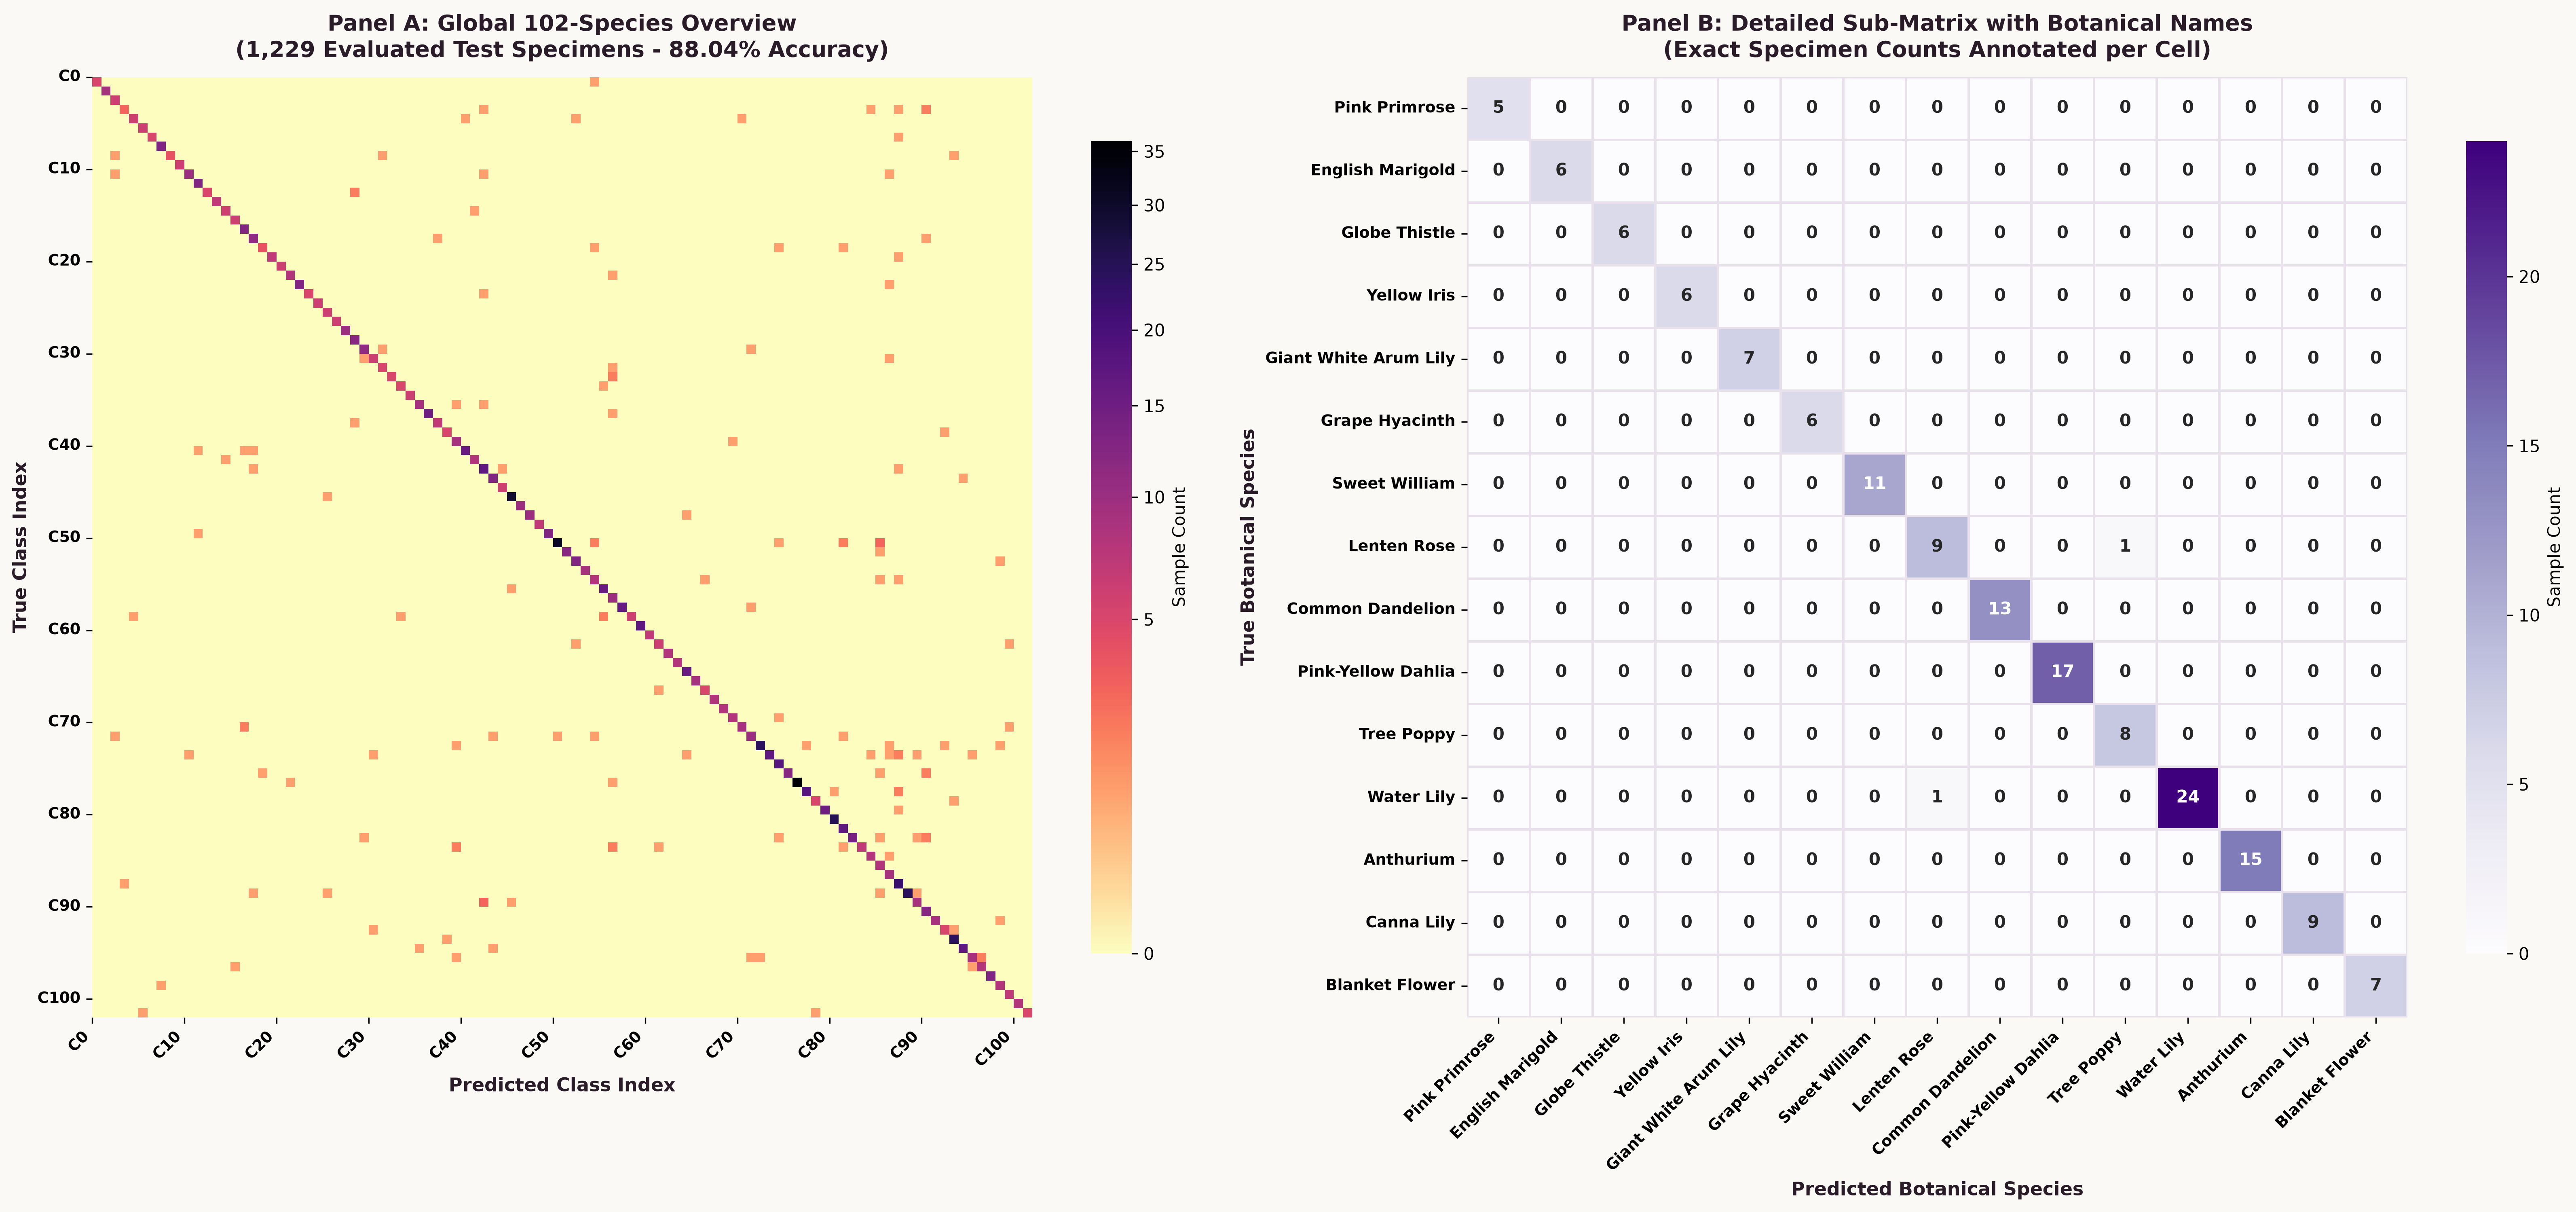 Panel A: Global 102-Species Overview
(1,229 Evaluated Test Specimens - 88.04% Accuracy)
C0
C10
C20
C30
C40
C50
C60
C70
C80
C90
C100
True Class Index
C0 C10 C20 C30 C40 C50 C60 C70 C80 C90 C100
Predicted Class Index
35
30
25
20
15
10
5
0
Sample Count
Panel B: Detailed Sub-Matrix with Botanical Names
(Exact Specimen Counts Annotated per Cell)
True Botanical Species
Pink Primrose 5 0 0 0 0 0 0 0 0 0 0 0 0 0 0
English Marigold 0 6 0 0 0 0 0 0 0 0 0 0 0 0 0
Globe Thistle 0 0 6 0 0 0 0 0 0 0 0 0 0 0 0
Yellow Iris 0 0 0 6 0 0 0 0 0 0 0 0 0 0 0
Giant White Arum Lily 0 0 0 0 7 0 0 0 0 0 0 0 0 0 0
Grape Hyacinth 0 0 0 0 0 6 0 0 0 0 0 0 0 0 0
Sweet William 0 0 0 0 0 0 11 0 0 0 0 0 0 0 0
Lenten Rose 0 0 0 0 0 0 0 9 0 0 1 0 0 0 0
Common Dandelion 0 0 0 0 0 0 0 0 13 0 0 0 0 0 0
Pink-Yellow Dahlia 0 0 0 0 0 0 0 0 0 17 0 0 0 0 0
Tree Poppy 0 0 0 0 0 0 0 0 0 0 8 0 0 0 0
Water Lily 0 0 0 0 0 0 0 1 0 0 0 24 0 0 0
Anthurium 0 0 0 0 0 0 0 0 0 0 0 0 15 0 0
Canna Lily 0 0 0 0 0 0 0 0 0 0 0 0 0 9 0
Blanket Flower 0 0 0 0 0 0 0 0 0 0 0 0 0 0 7
Pink Primrose
English Marigold
Globe Thistle
Yellow Iris
Giant White Arum Lily
Grape Hyacinth
Sweet William
Lenten Rose
Common Dandelion
Pink-Yellow Dahlia
Tree Poppy
Water Lily
Anthurium
Canna Lily
Blanket Flower
Predicted Botanical Species
20
15
10
5
0
Sample Count